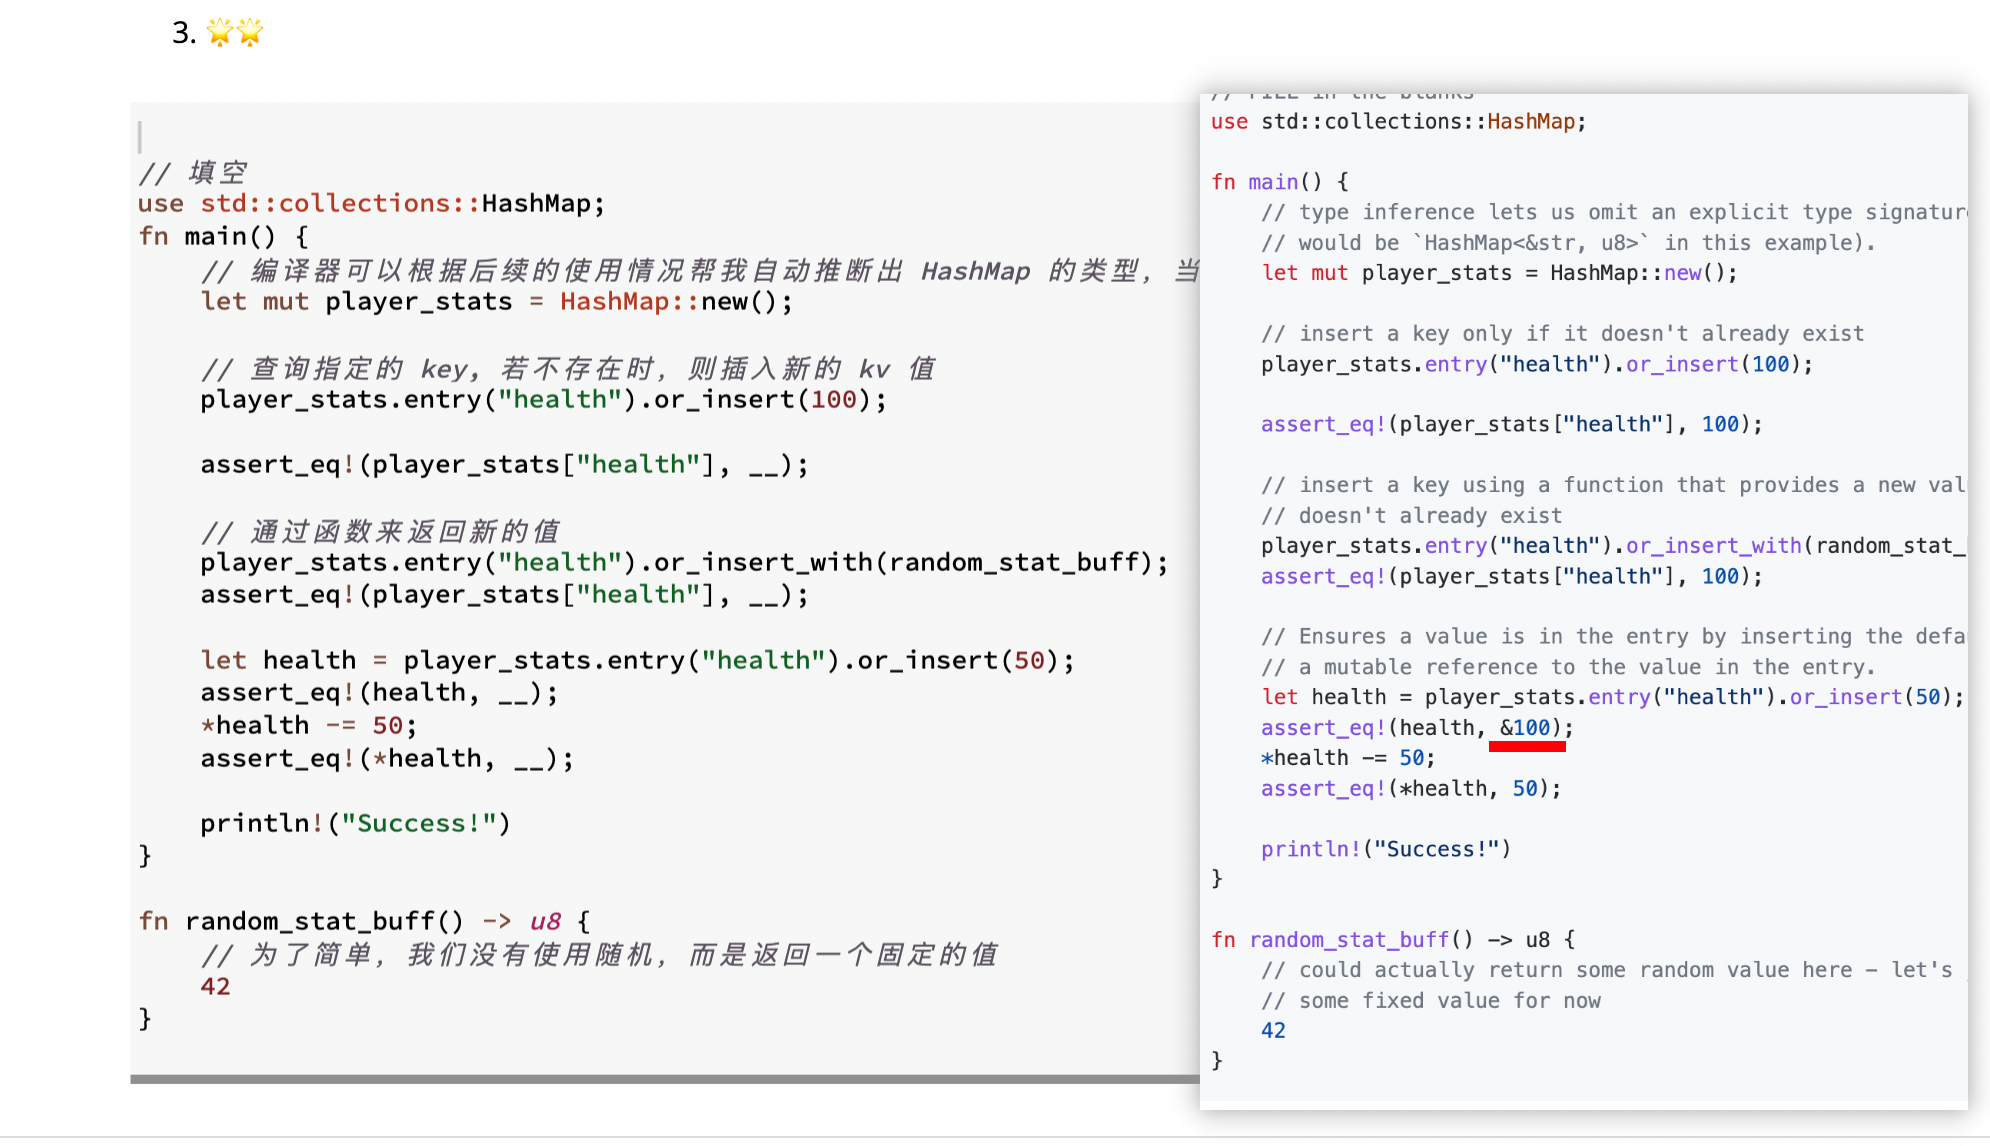 3. 🌟🌟
// 填空
use std::collections::HashMap;
fn main() {
    // 编译器可以根据后续的使用情况帮我自动推断出 HashMap 的类型，当
    let mut player_stats = HashMap::new();

    // 查询指定的 key，若不存在时，则插入新的 kv 值
    player_stats.entry("health").or_insert(100);

    assert_eq!(player_stats["health"], __);

    // 通过函数来返回新的值
    player_stats.entry("health").or_insert_with(random_stat_buff);
    assert_eq!(player_stats["health"], __);

    let health = player_stats.entry("health").or_insert(50);
    assert_eq!(health, __);
    *health -= 50;
    assert_eq!(*health, __);

    println!("Success!")
}

fn random_stat_buff() -> u8 {
    // 为了简单，我们没有使用随机，而是返回一个固定的值
    42
}
// FILL in the blanks
use std::collections::HashMap;

fn main() {
    // type inference lets us omit an explicit type signature
    // would be `HashMap<&str, u8>` in this example).
    let mut player_stats = HashMap::new();

    // insert a key only if it doesn't already exist
    player_stats.entry("health").or_insert(100);

    assert_eq!(player_stats["health"], 100);

    // insert a key using a function that provides a new val
    // doesn't already exist
    player_stats.entry("health").or_insert_with(random_stat_
    assert_eq!(player_stats["health"], 100);

    // Ensures a value is in the entry by inserting the defa
    // a mutable reference to the value in the entry.
    let health = player_stats.entry("health").or_insert(50);
    assert_eq!(health, &100);
    *health -= 50;
    assert_eq!(*health, 50);

    println!("Success!")
}

fn random_stat_buff() -> u8 {
    // could actually return some random value here - let's
    // some fixed value for now
    42
}